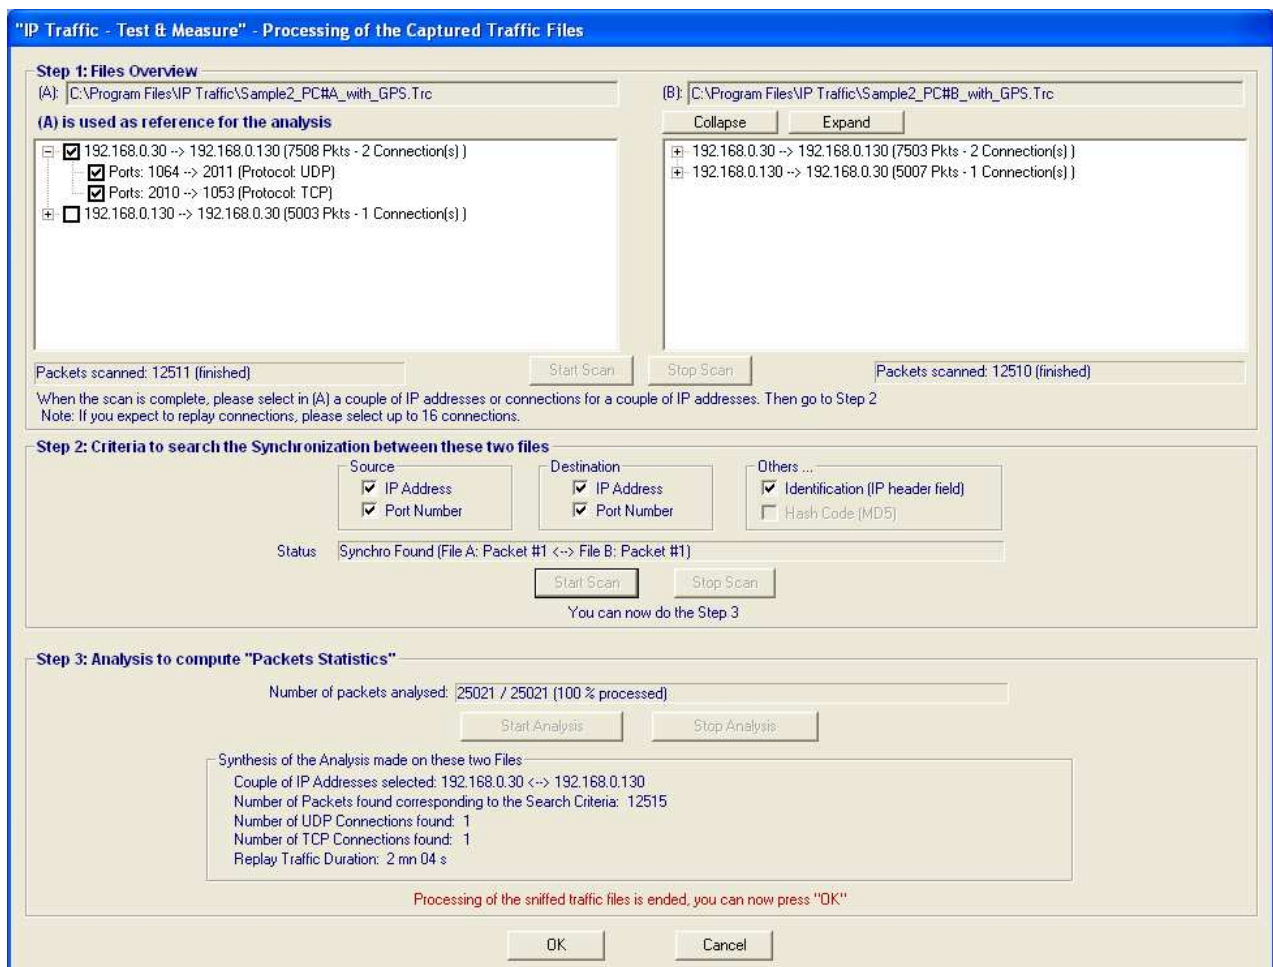 "IP Traffic - Test & Measure" - Processing of the Captured Traffic Files
Step 1: Files Overview
(A): C:\Program Files\IP Traffic\Sample2_PC#A_with_GPS.Trc
(B): C:\Program Files\IP Traffic\Sample2_PC#B_with_GPS.Trc
(A) is used as reference for the analysis
Collapse Expand
192.168.0.30 --> 192.168.0.130 (7508 Pkts - 2 Connection(s) )
Ports: 1064 --> 2011 (Protocol: UDP)
Ports: 2010 --> 1053 (Protocol: TCP)
192.168.0.130 --> 192.168.0.30 (5003 Pkts - 1 Connection(s) )
192.168.0.30 --> 192.168.0.130 (7503 Pkts - 2 Connection(s) )
192.168.0.130 --> 192.168.0.30 (5007 Pkts - 1 Connection(s) )
Packets scanned: 12511 (finished)
Start Scan Stop Scan
Packets scanned: 12510 (finished)
When the scan is complete, please select in (A) a couple of IP addresses or connections for a couple of IP addresses. Then go to Step 2
Note: If you expect to replay connections, please select up to 16 connections.
Step 2: Criteria to search the Synchronization between these two files
Source
IP Address
Port Number
Destination
IP Address
Port Number
Others ...
Identification (IP header field)
Hash Code (MD5)
Status Synchro Found (File A: Packet #1 <--> File B: Packet #1)
Start Scan Stop Scan
You can now do the Step 3
Step 3: Analysis to compute "Packets Statistics"
Number of packets analysed: 25021 / 25021 (100 % processed)
Start Analysis Stop Analysis
Synthesis of the Analysis made on these two Files
Couple of IP Addresses selected: 192.168.0.30 <--> 192.168.0.130
Number of Packets found corresponding to the Search Criteria: 12515
Number of UDP Connections found: 1
Number of TCP Connections found: 1
Replay Traffic Duration: 2 mn 04 s
Processing of the sniffed traffic files is ended, you can now press "OK"
OK Cancel